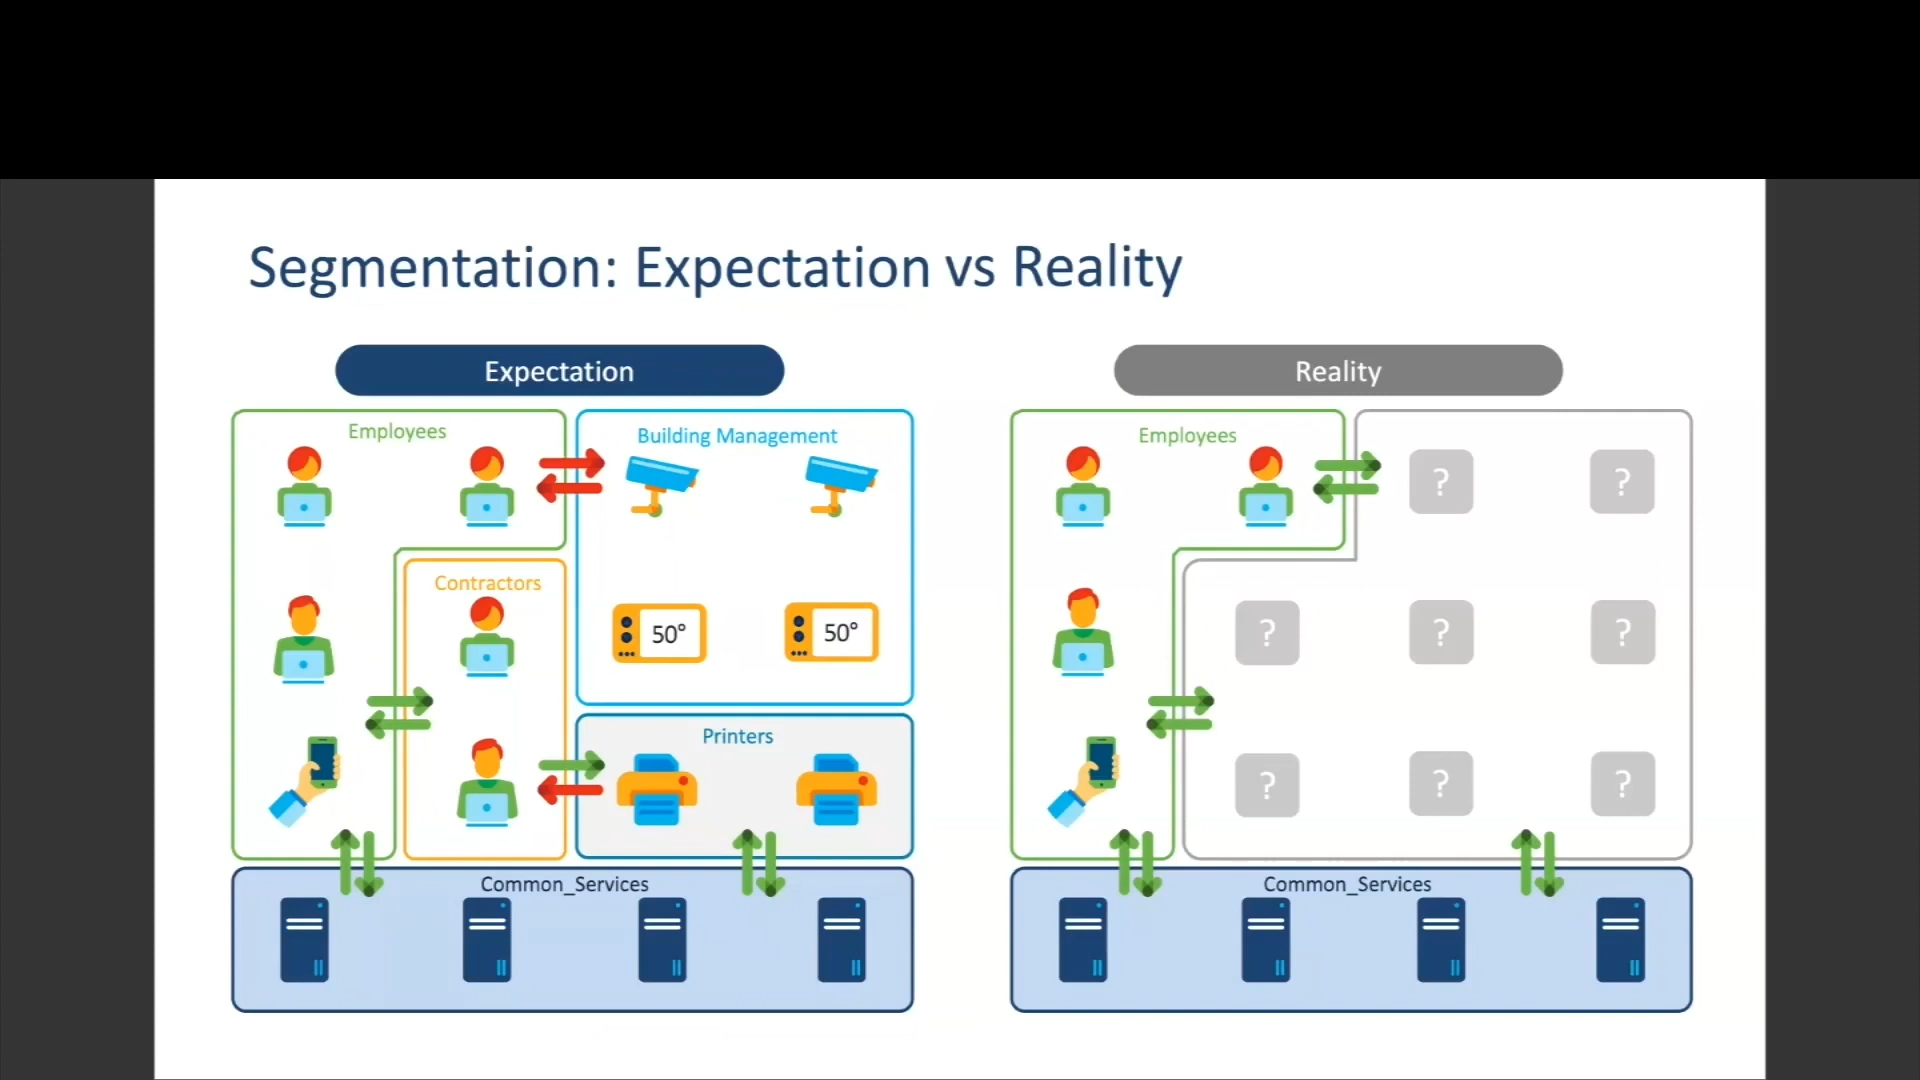 Segmentation: Expectation vs Reality
Expectation
Employees
Building Management
Contractors
50°
50°
Printers
Common_Services
Reality
Employees
?
?
?
?
?
?
?
?
Common_Services